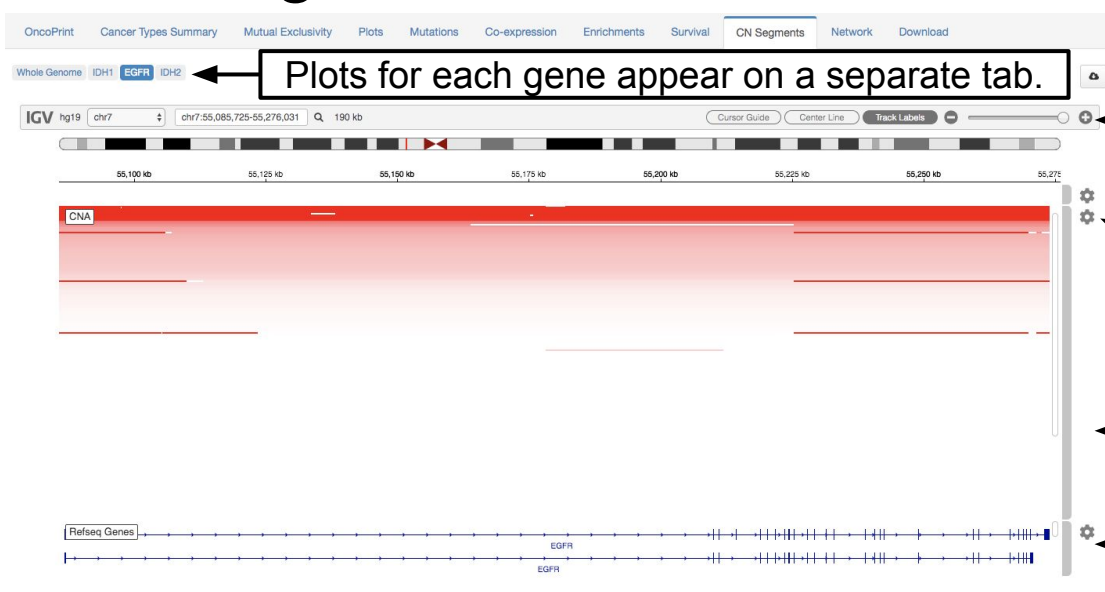 OncoPrint Cancer Types Summary Mutual Exclusivity Plots Mutations Co-expression Enrichments Survival CN Segments Network Download
Whole Genome IDH1 EGFR IDH2
Plots for each gene appear on a separate tab.
IGV hg19 chr7 chr7:55,085,725-55,276,031 190 kb Cursor Guide Center Line Track Labels
55,100 kb 55,125 kb 55,150 kb 55,175 kb 55,200 kb 55,225 kb 55,250 kb 55,275
CNA
Refseq Genes
EGFR
EGFR